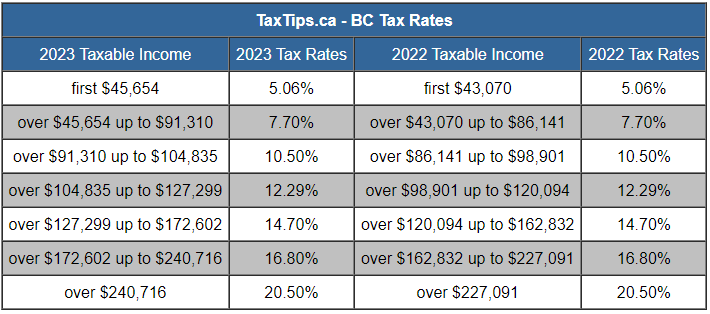 TaxTips.ca - BC Tax Rates
2023 Taxable Income 2023 Tax Rates 2022 Taxable Income 2022 Tax Rates
first $45,654 5.06% first $43,070 5.06%
over $45,654 up to $91,310 7.70% over $43,070 up to $86,141 7.70%
over $91,310 up to $104,835 10.50% over $86,141 up to $98,901 10.50%
over $104,835 up to $127,299 12.29% over $98,901 up to $120,094 12.29%
over $127,299 up to $172,602 14.70% over $120,094 up to $162,832 14.70%
over $172,602 up to $240,716 16.80% over $162,832 up to $227,091 16.80%
over $240,716 20.50% over $227,091 20.50%